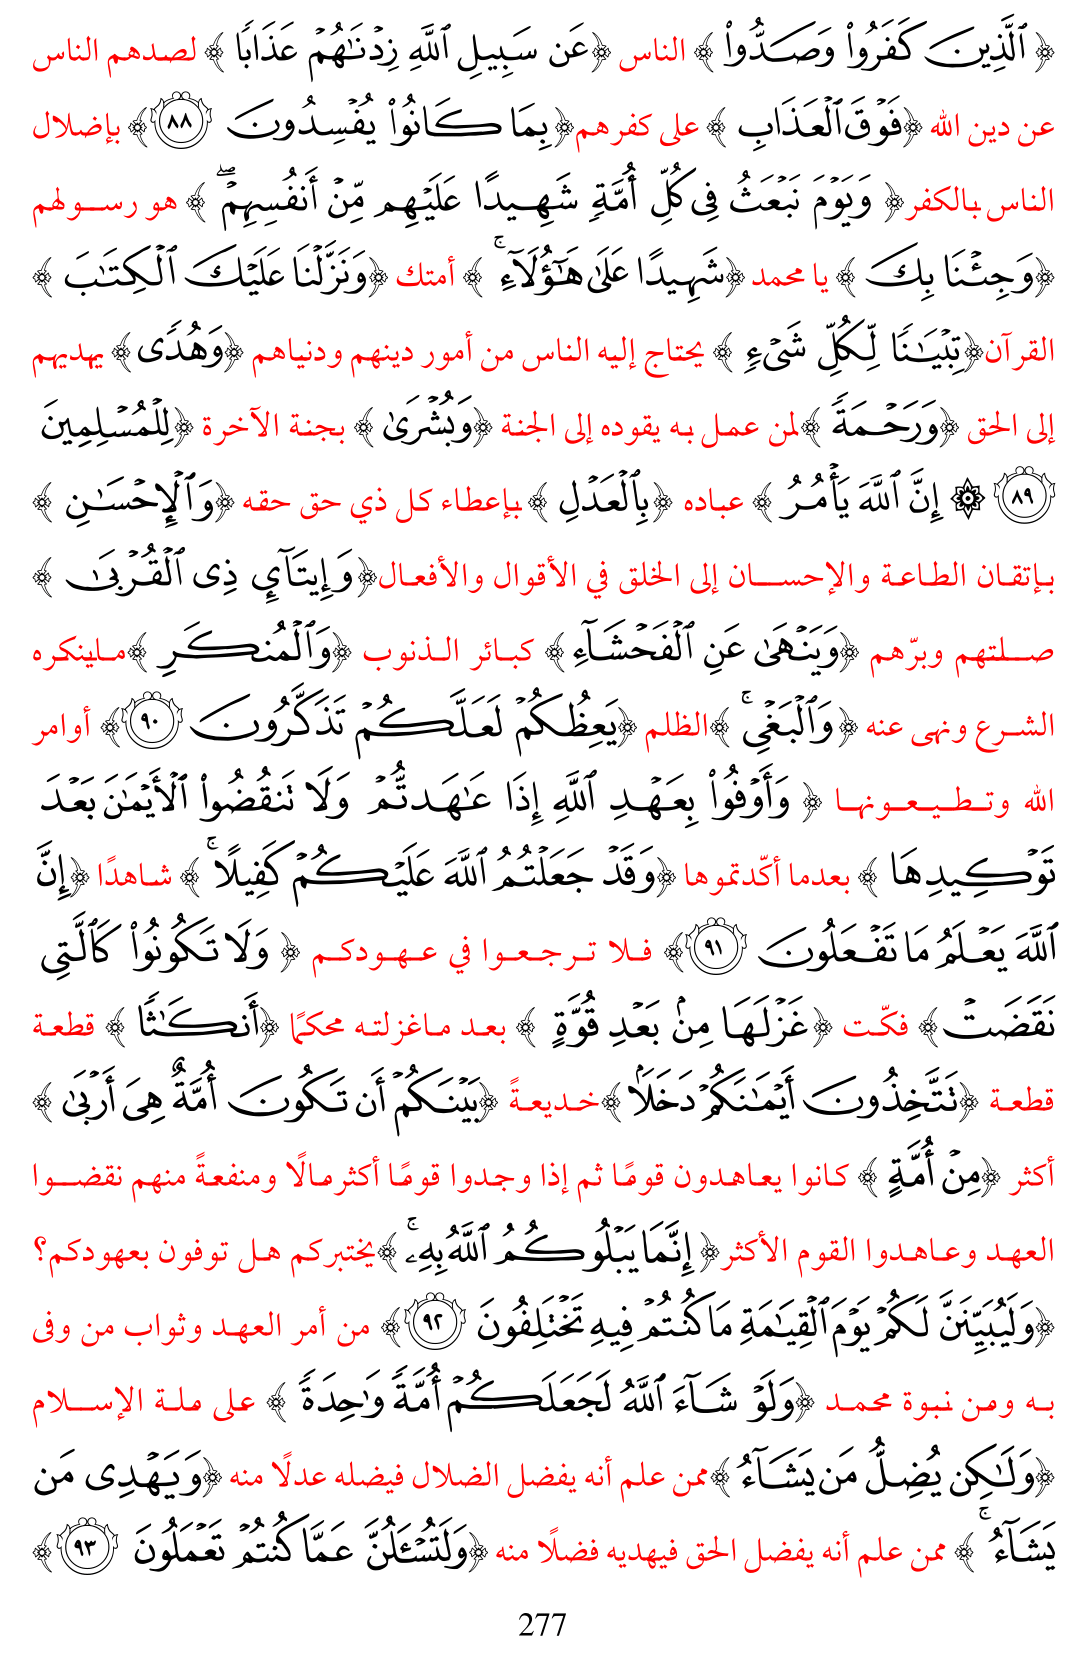 ﴿ ٱلَّذِينَ كَفَرُوا۟ وَصَدُّوا۟ ﴾ الناس ﴿عَن سَبِيلِ ٱللَّهِ زِدْنَٰهُمْ عَذَابًا ﴾ لصدهم الناس
عن دين الله ﴿فَوْقَ ٱلْعَذَابِ ﴾ على كفرهم﴿بِمَا كَانُوا۟ يُفْسِدُونَ ٨٨﴾ بإضلال
الناس بالكفر﴿ وَيَوْمَ نَبْعَثُ فِى كُلِّ أُمَّةٍۢ شَهِيدًا عَلَيْهِم مِّنْ أَنفُسِهِمْ ۖ ﴾ هو رسولهم
﴿وَجِئْنَا بِكَ ﴾ يا محمد ﴿شَهِيدًا عَلَىٰ هَٰٓؤُلَآءِ ۚ ﴾ أمتك ﴿وَنَزَّلْنَا عَلَيْكَ ٱلْكِتَٰبَ ﴾
القرآن﴿تِبْيَٰنًۭا لِّكُلِّ شَىْءٍۢ ﴾ يحتاج إليه الناس من أمور دينهم ودنياهم ﴿وَهُدًۭى﴾ يهديهم
إلى الحق ﴿وَرَحْمَةًۭ ﴾لمن عمل به يقوده إلى الجنة ﴿وَبُشْرَىٰ ﴾ بجنة الآخرة ﴿لِلْمُسْلِمِينَ
٨٩ ۞ إِنَّ ٱللَّهَ يَأْمُرُ ﴾ عباده ﴿بِٱلْعَدْلِ ﴾ بإعطاء كل ذي حق حقه ﴿وَٱلْإِحْسَٰنِ ﴾
بإتقان الطاعة والإحسان إلى الخلق في الأقوال والأفعال﴿وَإِيتَآئِ ذِى ٱلْقُرْبَىٰ ﴾
صلتهم وبرّهم ﴿وَيَنْهَىٰ عَنِ ٱلْفَحْشَآءِ﴾ كبائر الذنوب ﴿وَٱلْمُنكَرِ ﴾ماينكره
الشرع ونهى عنه ﴿وَٱلْبَغْىِ ۚ ﴾الظلم ﴿يَعِظُكُمْ لَعَلَّكُمْ تَذَكَّرُونَ ٩٠﴾ أوامر
الله وتطيعونها ﴿ وَأَوْفُوا۟ بِعَهْدِ ٱللَّهِ إِذَا عَٰهَدتُّمْ وَلَا تَنقُضُوا۟ ٱلْأَيْمَٰنَ بَعْدَ
تَوْكِيدِهَا ﴾ بعدما أكّدتموها ﴿وَقَدْ جَعَلْتُمُ ٱللَّهَ عَلَيْكُمْ كَفِيلًا ۚ ﴾ شاهدًا ﴿إِنَّ
ٱللَّهَ يَعْلَمُ مَا تَفْعَلُونَ ٩١﴾ فلا ترجعوا في عهودكم ﴿ وَلَا تَكُونُوا۟ كَٱلَّتِى
نَقَضَتْ﴾ فكّت ﴿غَزْلَهَا مِنۢ بَعْدِ قُوَّةٍ ﴾ بعد ماغزلته محكمًا ﴿أَنكَٰثًۭا ﴾ قطعة
قطعة ﴿تَتَّخِذُونَ أَيْمَٰنَكُمْ دَخَلًۢا﴾خديعةً ﴿بَيْنَكُمْ أَن تَكُونَ أُمَّةٌ هِىَ أَرْبَىٰ ﴾
أكثر ﴿مِنْ أُمَّةٍ ﴾ كانوا يعاهدون قومًا ثم إذا وجدوا قومًا أكثر مالًا ومنفعةً منهم نقضوا
العهد وعاهدوا القوم الأكثر﴿ إِنَّمَا يَبْلُوكُمُ ٱللَّهُ بِهِۦ ۚ ﴾يختبركم هل توفون بعهودكم؟
﴿وَلَيُبَيِّنَنَّ لَكُمْ يَوْمَ ٱلْقِيَٰمَةِ مَا كُنتُمْ فِيهِ تَخْتَلِفُونَ ٩٢﴾ من أمر العهد وثواب من وفى
به ومن نبوة محمد ﴿وَلَوْ شَآءَ ٱللَّهُ لَجَعَلَكُمْ أُمَّةًۭ وَٰحِدَةًۭ ﴾ على ملة الإسلام
﴿وَلَٰكِن يُضِلُّ مَن يَشَآءُ ﴾ممن علم أنه يفضل الضلال فيضله عدلًا منه ﴿وَيَهْدِى مَن
يَشَآءُ ۚ ﴾ ممن علم أنه يفضل الحق فيهديه فضلًا منه ﴿وَلَتُسْـَٔلُنَّ عَمَّا كُنتُمْ تَعْمَلُونَ ٩٣﴾
277